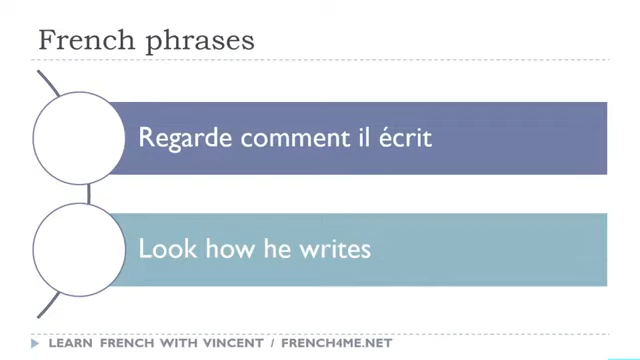 French phrases
Regarde comment il écrit
Look how he writes
LEARN FRENCH WITH VINCENT / FRENCH4ME.NET